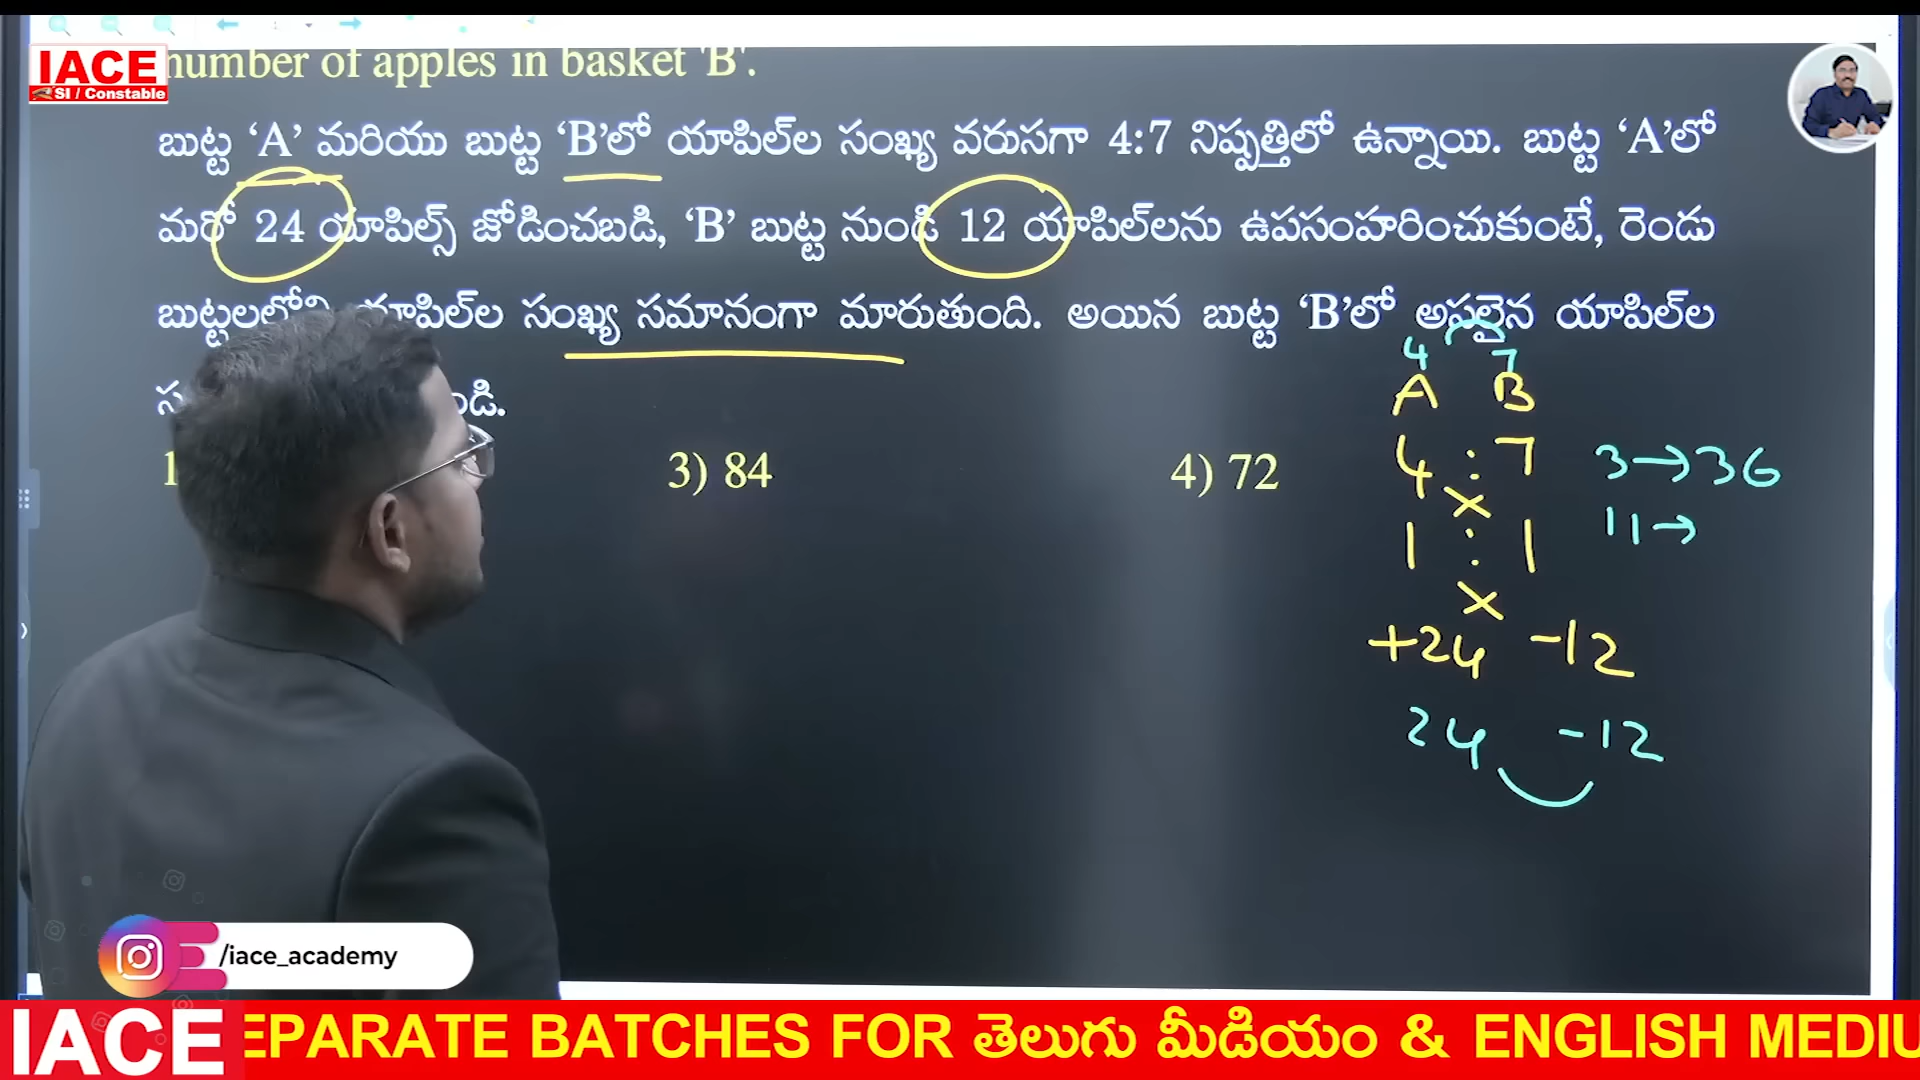 number of apples in basket 'B'.
IACE
SI / Constable
బుట్ట ‘A’ మరియు బుట్ట ‘B’లో యాపిల్‌ల సంఖ్య వరుసగా 4:7 నిష్పత్తిలో ఉన్నాయి. బుట్ట ‘A’లో
మరో 24 యాపిల్స్ జోడించబడి, ‘B’ బుట్ట నుండి 12 యాపిల్‌లను ఉపసంహరించుకుంటే, రెండు
బుట్టలలోని యాపిల్‌ల సంఖ్య సమానంగా మారుతుంది. అయిన బుట్ట ‘B’లో అసలైన యాపిల్‌ల
4 7
A B
3) 84
4) 72
4 : 7 3→36
×
1 : 1 11→
×
+24 -12
24 -12
/iace_academy
IACE
EPARATE BATCHES FOR తెలుగు మీడియం & ENGLISH MEDIU